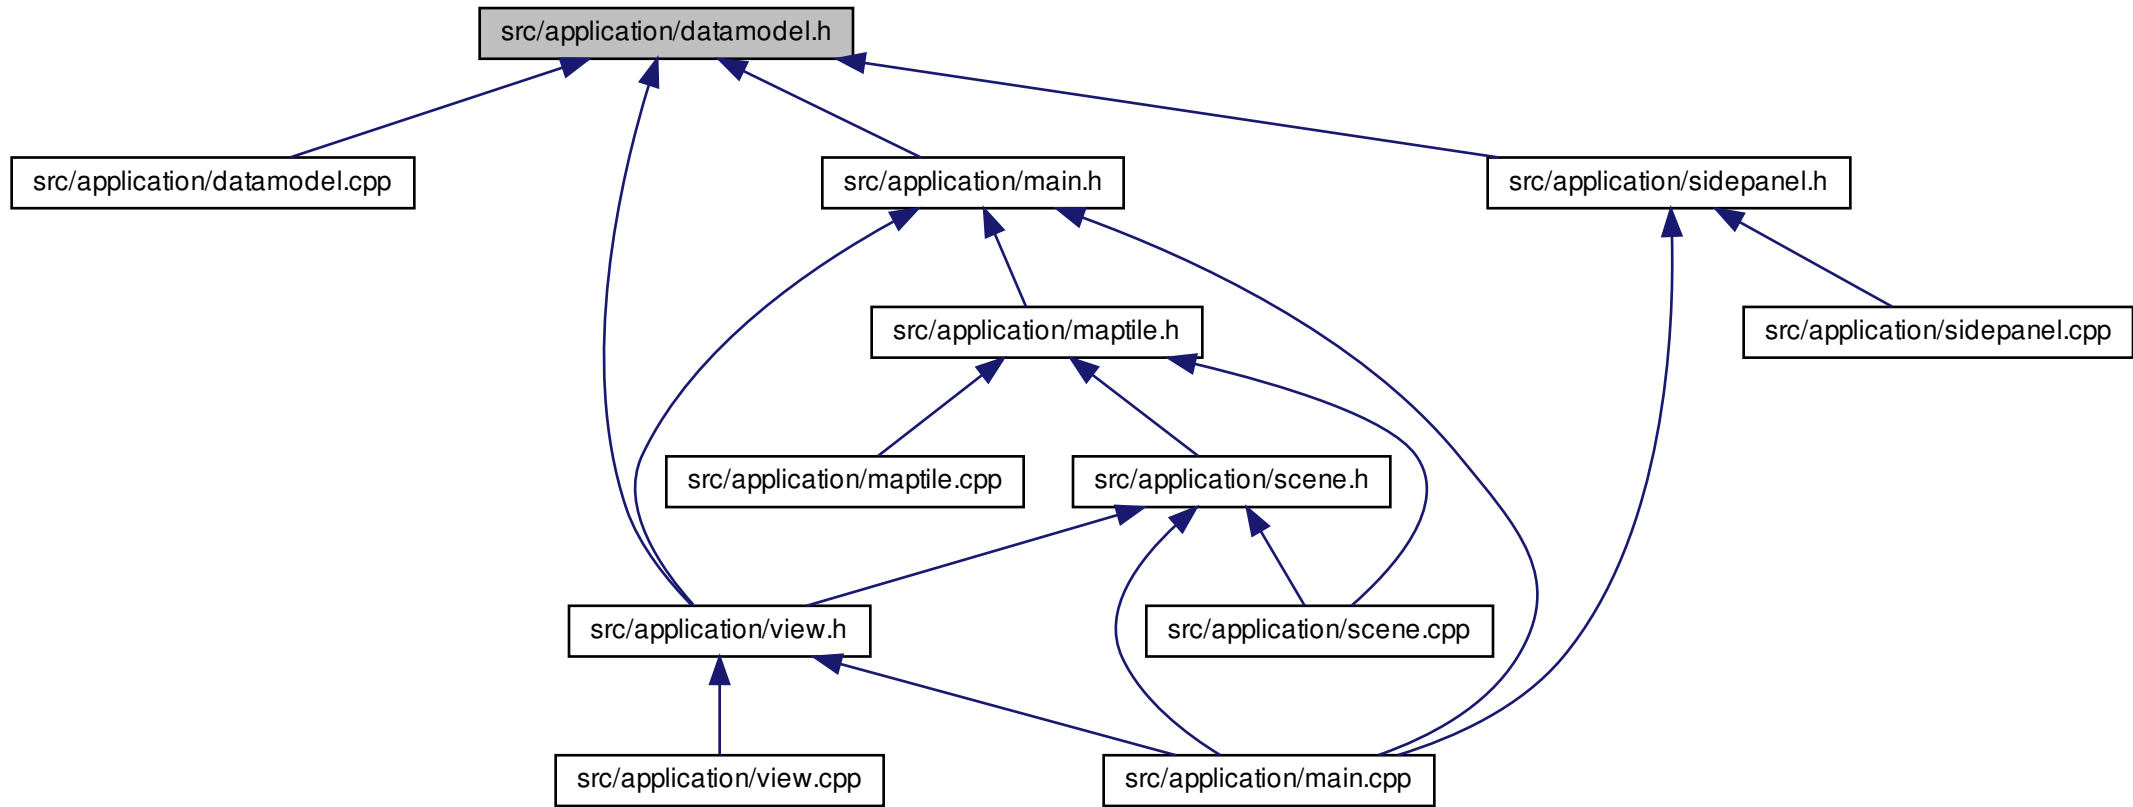 src/application/datamodel.h
src/application/datamodel.cpp
src/application/main.h
src/application/sidepanel.h
src/application/maptile.h
src/application/sidepanel.cpp
src/application/maptile.cpp
src/application/scene.h
src/application/view.h
src/application/scene.cpp
src/application/view.cpp
src/application/main.cpp